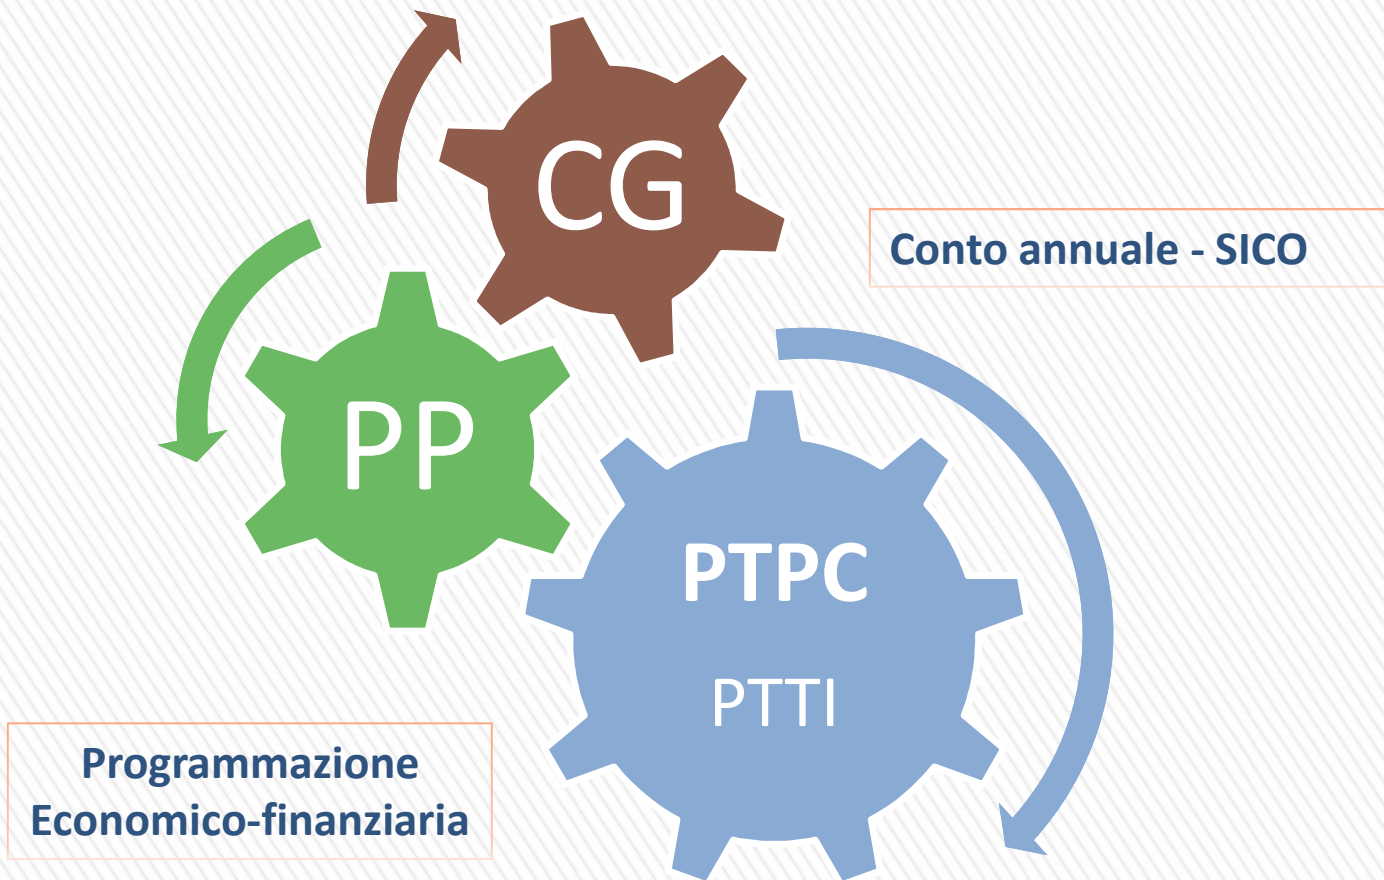 CG
Conto annuale - SICO
PP
PTPC
PTTI
Programmazione
Economico-finanziaria